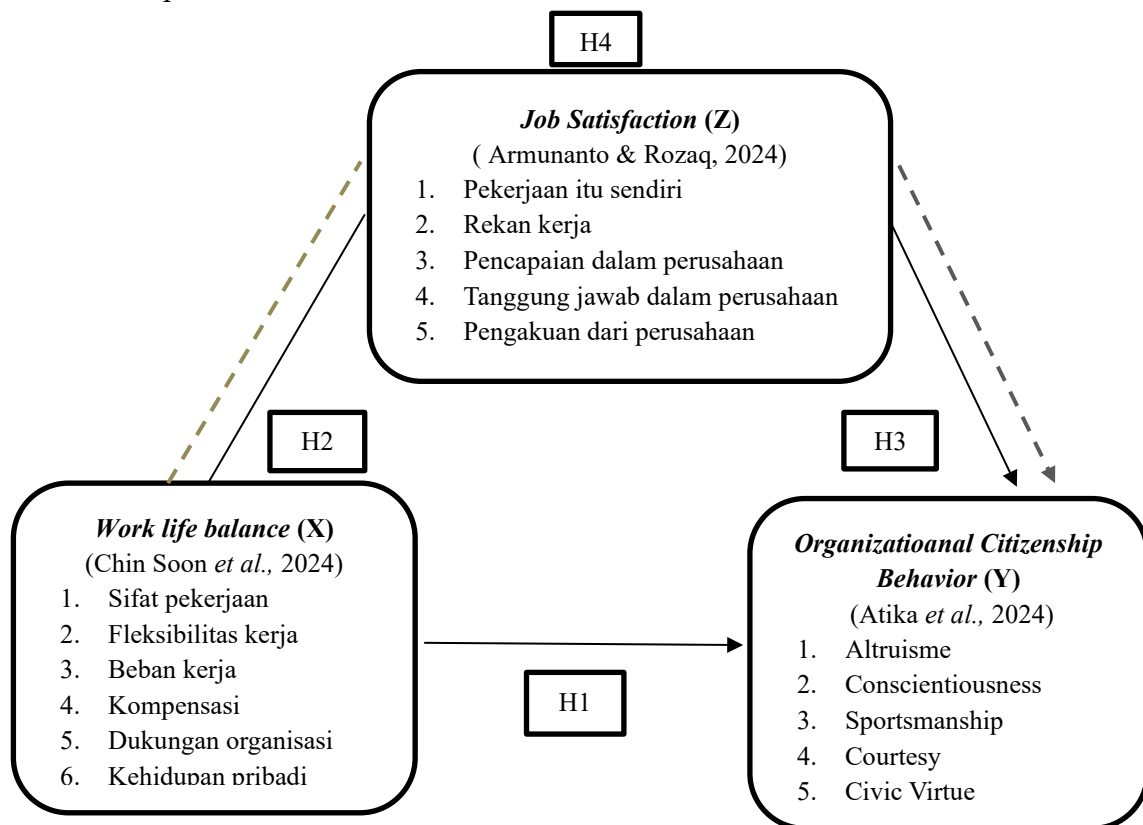 H4
Job Satisfaction (Z)
( Armunanto & Rozaq, 2024)
1. Pekerjaan itu sendiri
2. Rekan kerja
3. Pencapaian dalam perusahaan
4. Tanggung jawab dalam perusahaan
5. Pengakuan dari perusahaan
H2
H3
Work life balance (X)
(Chin Soon et al., 2024)
1. Sifat pekerjaan
2. Fleksibilitas kerja
3. Beban kerja
4. Kompensasi
5. Dukungan organisasi
6. Kehidupan pribadi
H1
Organizatioanal Citizenship
Behavior (Y)
(Atika et al., 2024)
1. Altruisme
2. Conscientiousness
3. Sportsmanship
4. Courtesy
5. Civic Virtue